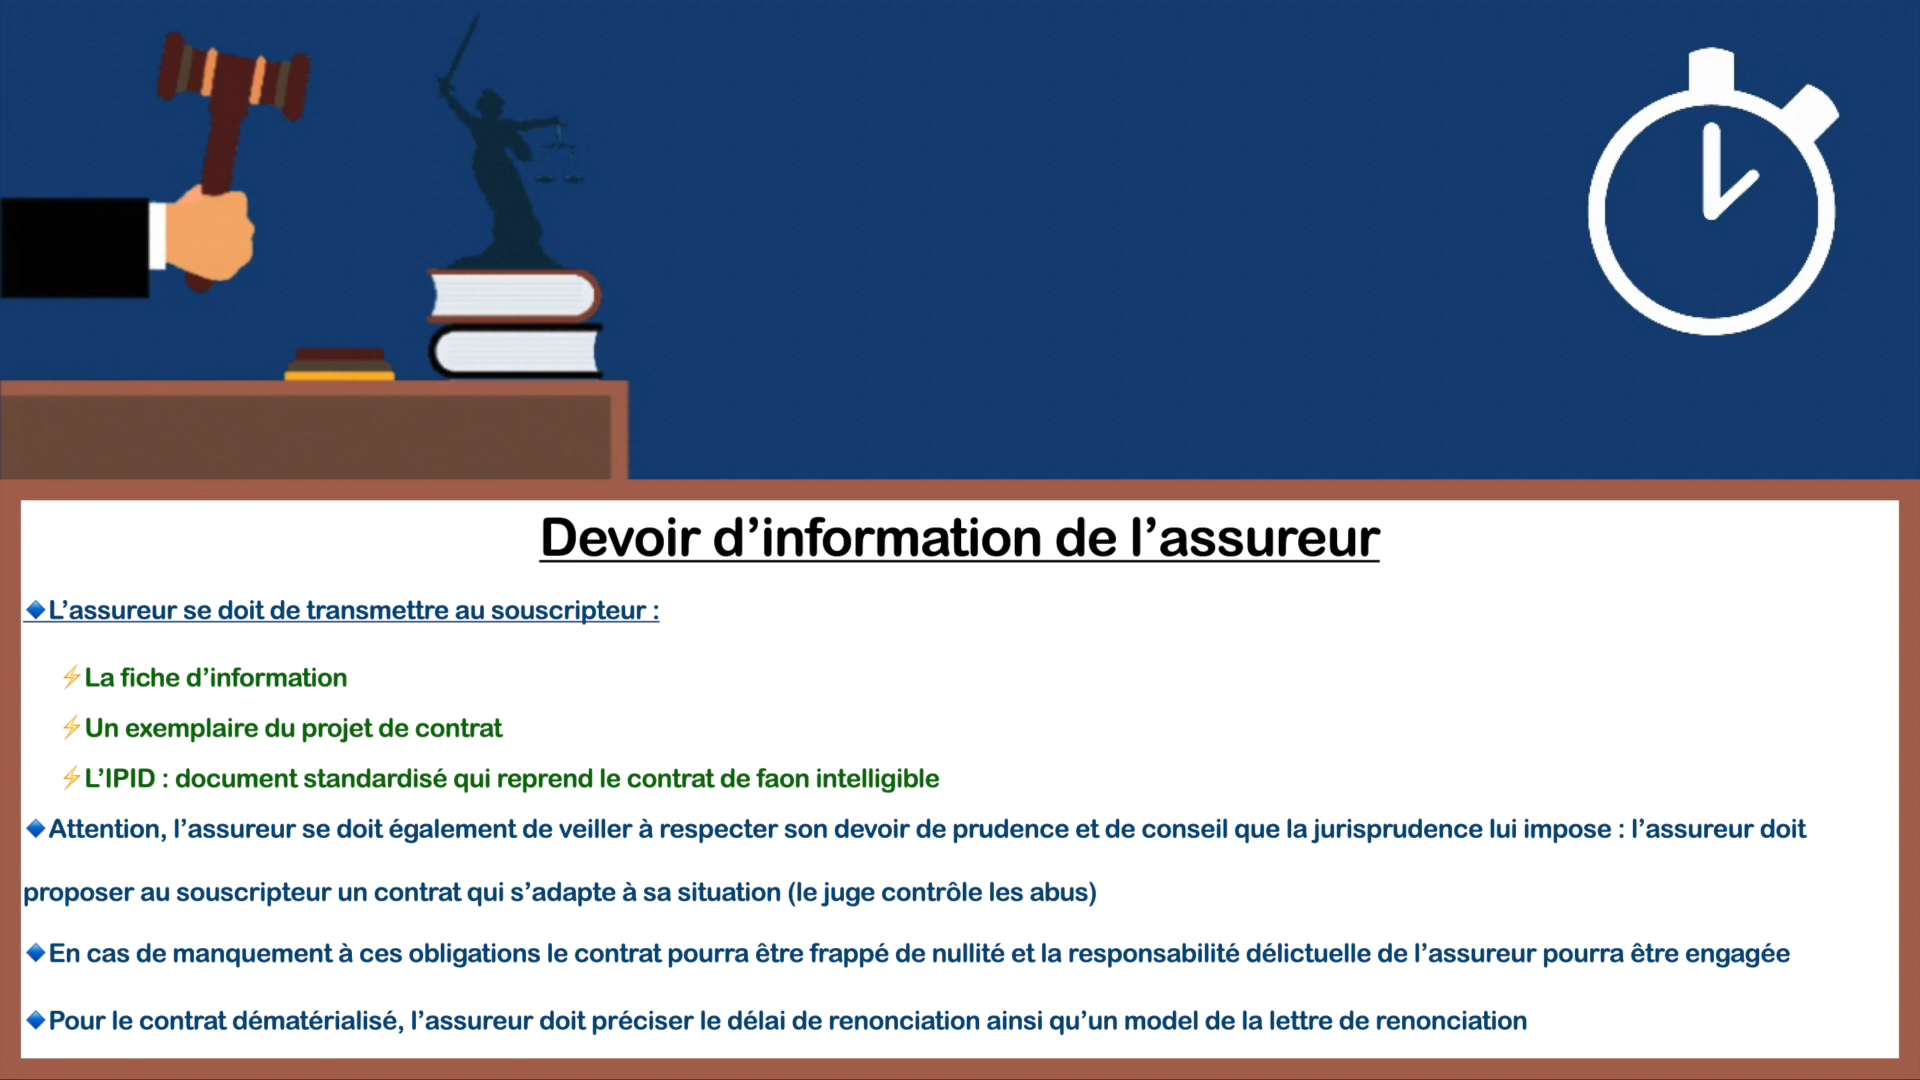 Devoir d’information de l’assureur
🔹L’assureur se doit de transmettre au souscripteur :
⚡La fiche d’information
⚡Un exemplaire du projet de contrat
⚡L’IPID : document standardisé qui reprend le contrat de faon intelligible
🔹Attention, l’assureur se doit également de veiller à respecter son devoir de prudence et de conseil que la jurisprudence lui impose : l’assureur doit
proposer au souscripteur un contrat qui s’adapte à sa situation (le juge contrôle les abus)
🔹En cas de manquement à ces obligations le contrat pourra être frappé de nullité et la responsabilité délictuelle de l’assureur pourra être engagée
🔹Pour le contrat dématérialisé, l’assureur doit préciser le délai de renonciation ainsi qu’un model de la lettre de renonciation